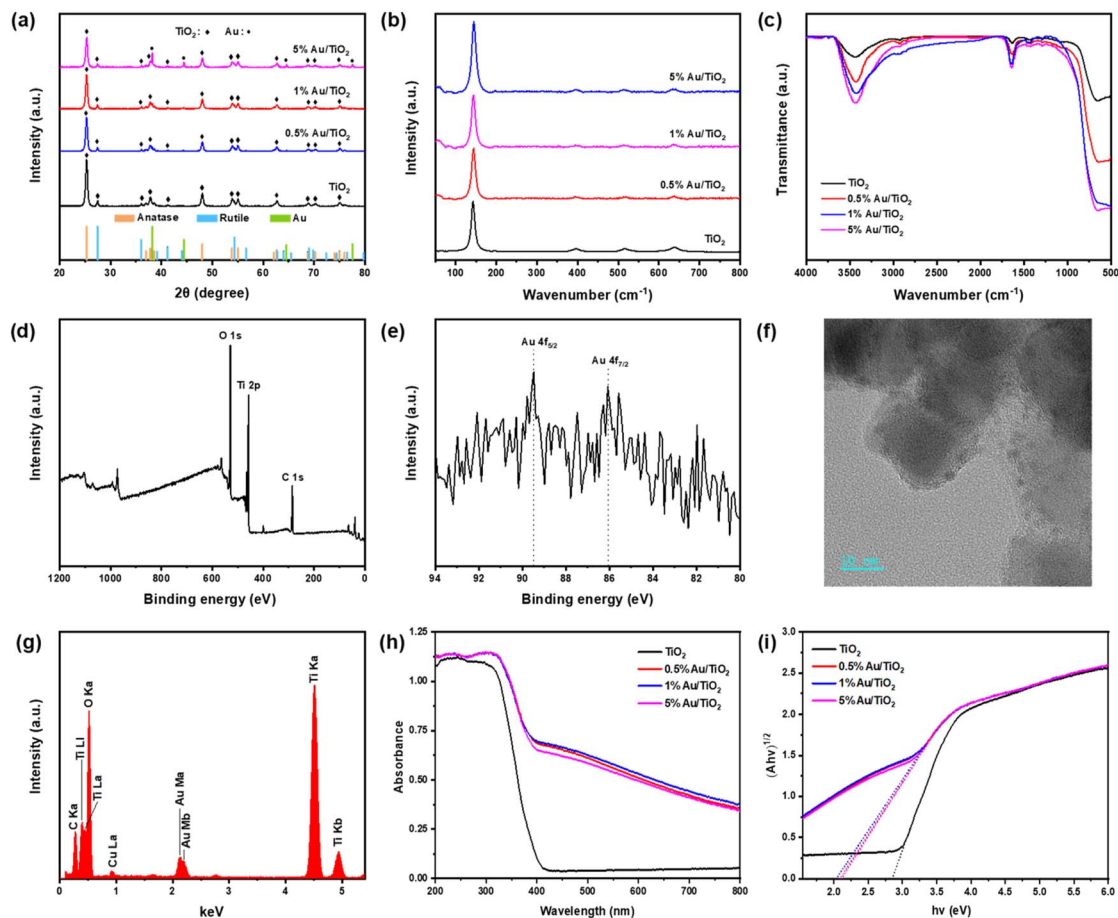 (a)
TiO₂: ♦ Au: ♦
5% Au/TiO₂
1% Au/TiO₂
0.5% Au/TiO₂
TiO₂
Anatase Rutile Au
Intensity (a.u.)
20 30 40 50 60 70 80
2θ (degree)
(b)
5% Au/TiO₂
1% Au/TiO₂
0.5% Au/TiO₂
TiO₂
Intensity (a.u.)
100 200 300 400 500 600 700 800
Wavenumber (cm⁻¹)
(c)
TiO₂
0.5% Au/TiO₂
1% Au/TiO₂
5% Au/TiO₂
Transmittance (a.u.)
4000 3500 3000 2500 2000 1500 1000 500
Wavenumber (cm⁻¹)
(d)
O 1s
Ti 2p
C 1s
Intensity (a.u.)
1200 1000 800 600 400 200 0
Binding energy (eV)
(e)
Au 4f5/2
Au 4f7/2
Intensity (a.u.)
94 92 90 88 86 84 82 80
Binding energy (eV)
(f)
10 nm
(g)
C Ka
Ti Ll
O Ka
Ti La
Cu La
Au Ma
Au Mb
Ti Ka
Ti Kb
Intensity (a.u.)
0 1 2 3 4 5
keV
(h)
1.25
1.00
0.75
0.50
0.25
0.00
TiO₂
0.5% Au/TiO₂
1% Au/TiO₂
5% Au/TiO₂
Absorbance
200 300 400 500 600 700 800
Wavelength (nm)
(i)
3.0
2.5
2.0
1.5
1.0
0.5
0.0
TiO₂
0.5% Au/TiO₂
1% Au/TiO₂
5% Au/TiO₂
(Ahv)¹/²
2.0 2.5 3.0 3.5 4.0 4.5 5.0 5.5 6.0
hv (eV)